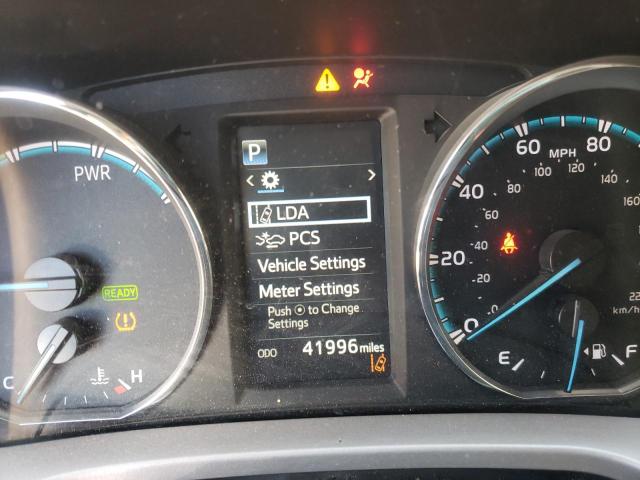 P
LDA
PCS
Vehicle Settings
Meter Settings
Push to Change
Settings
ODO 41996 miles
PWR
READY
C H
0 20 40 60 80
MPH
0 20 40 60 80 100 120 140 160
km/h
E F